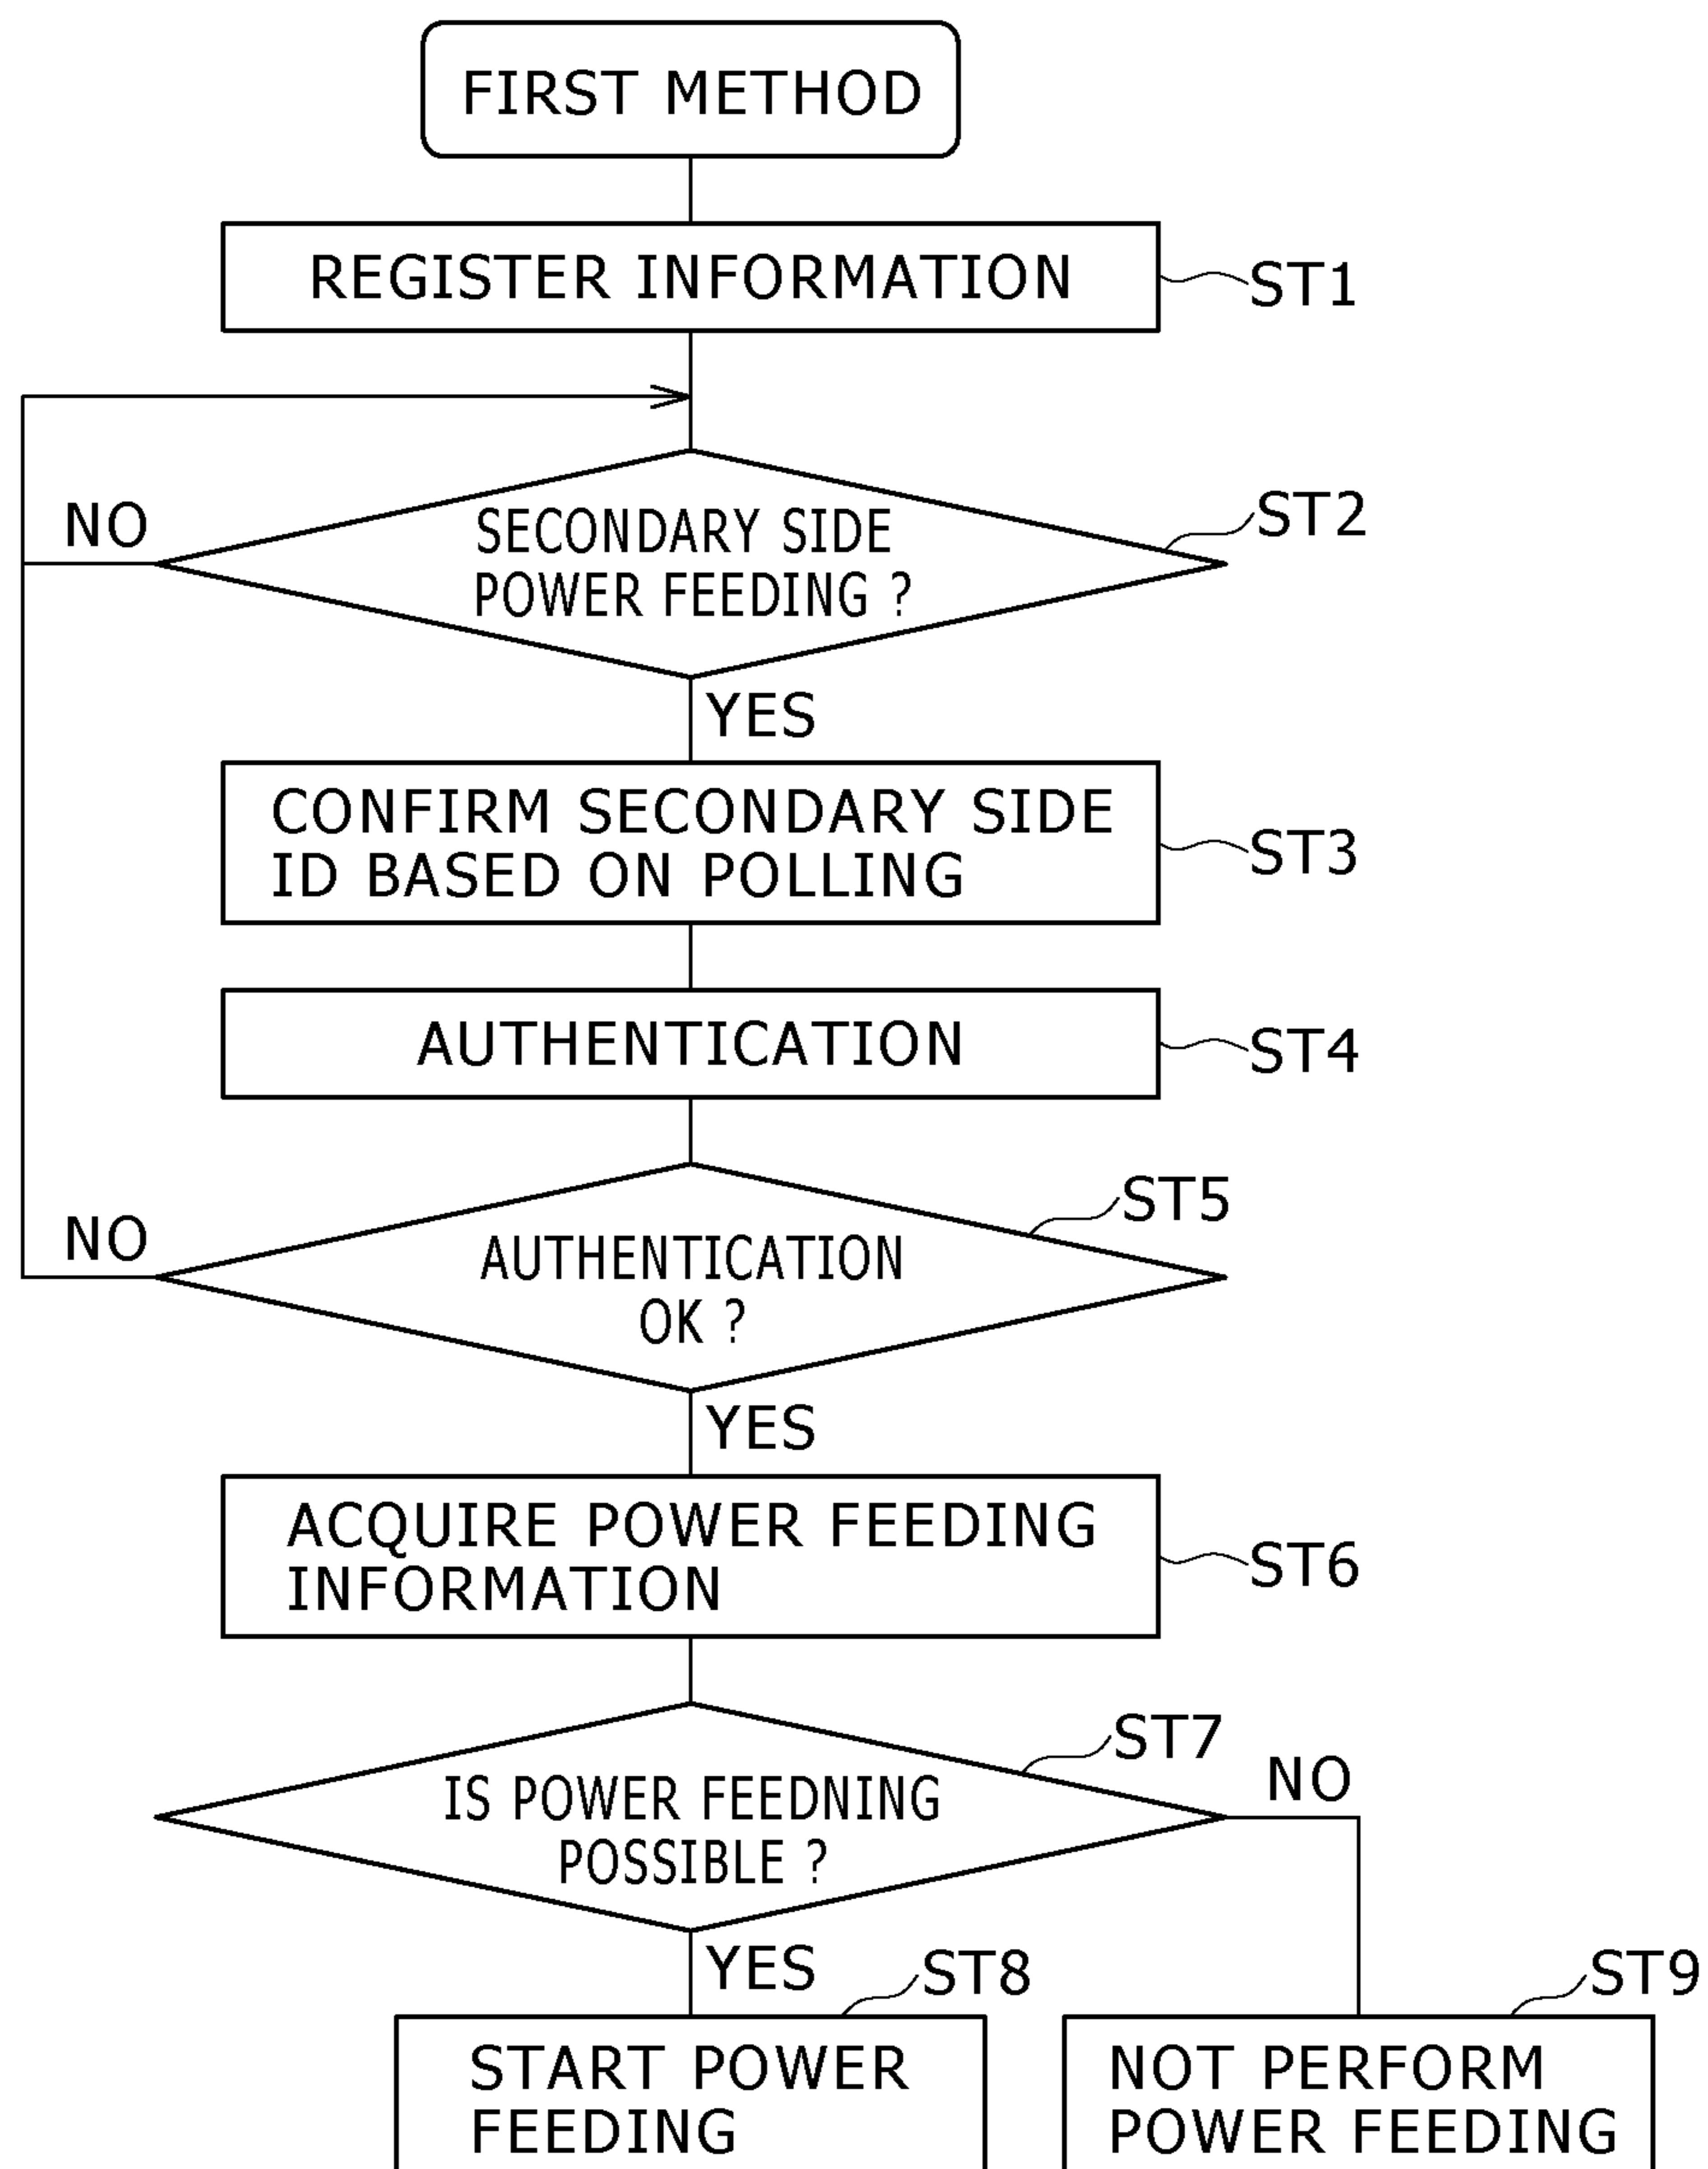 FIRST METHOD
REGISTER INFORMATION
ST1
NO
SECONDARY SIDE
POWER FEEDING ?
ST2
YES
CONFIRM SECONDARY SIDE
ID BASED ON POLLING
ST3
AUTHENTICATION
ST4
NO
AUTHENTICATION
OK ?
ST5
YES
ACQUIRE POWER FEEDING
INFORMATION
ST6
IS POWER FEEDNING
POSSIBLE ?
ST7
NO
YES
ST8
ST9
START POWER
FEEDING
NOT PERFORM
POWER FEEDING